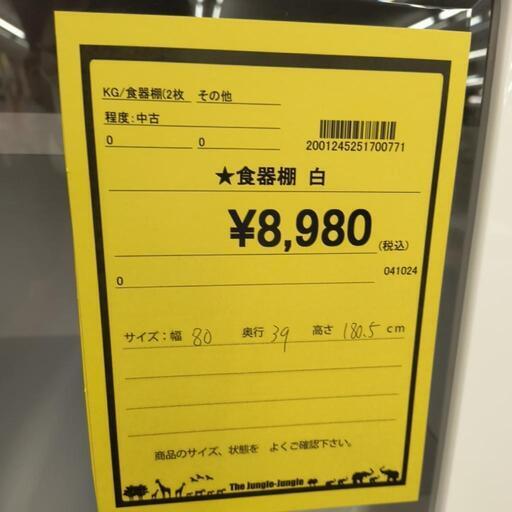 KG/食器棚(2枚 その他
程度:中古
0 0
2001245251700771
★食器棚 白
¥8,980(税込)
0 041024
サイズ:幅 80 奥行 39 高さ 180.5 cm
商品のサイズ、状態を よくご確認下さい。
The Jungle-Jungle